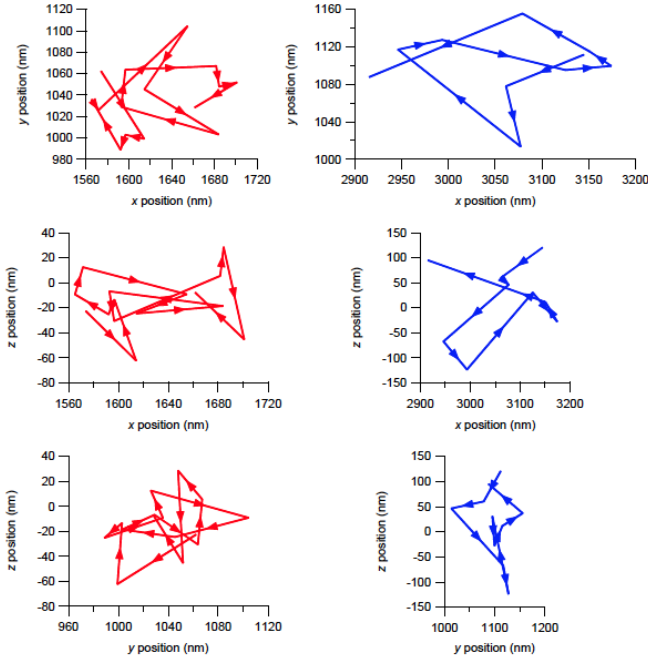 1120
1100
1080
1060
1040
1020
1000
980
y position (nm)
1560 1600 1640 1680 1720
x position (nm)
1160
1120
1080
1040
1000
y position (nm)
2900 2950 3000 3050 3100 3150 3200
x position (nm)
40
20
0
-20
-40
-60
-80
z position (nm)
1560 1600 1640 1680 1720
x position (nm)
150
100
50
0
-50
-100
-150
z position (nm)
2900 3000 3100 3200
x position (nm)
40
20
0
-20
-40
-60
-80
z position (nm)
960 1000 1040 1080 1120
y position (nm)
150
100
50
0
-50
-100
-150
z position (nm)
1000 1100 1200
y position (nm)